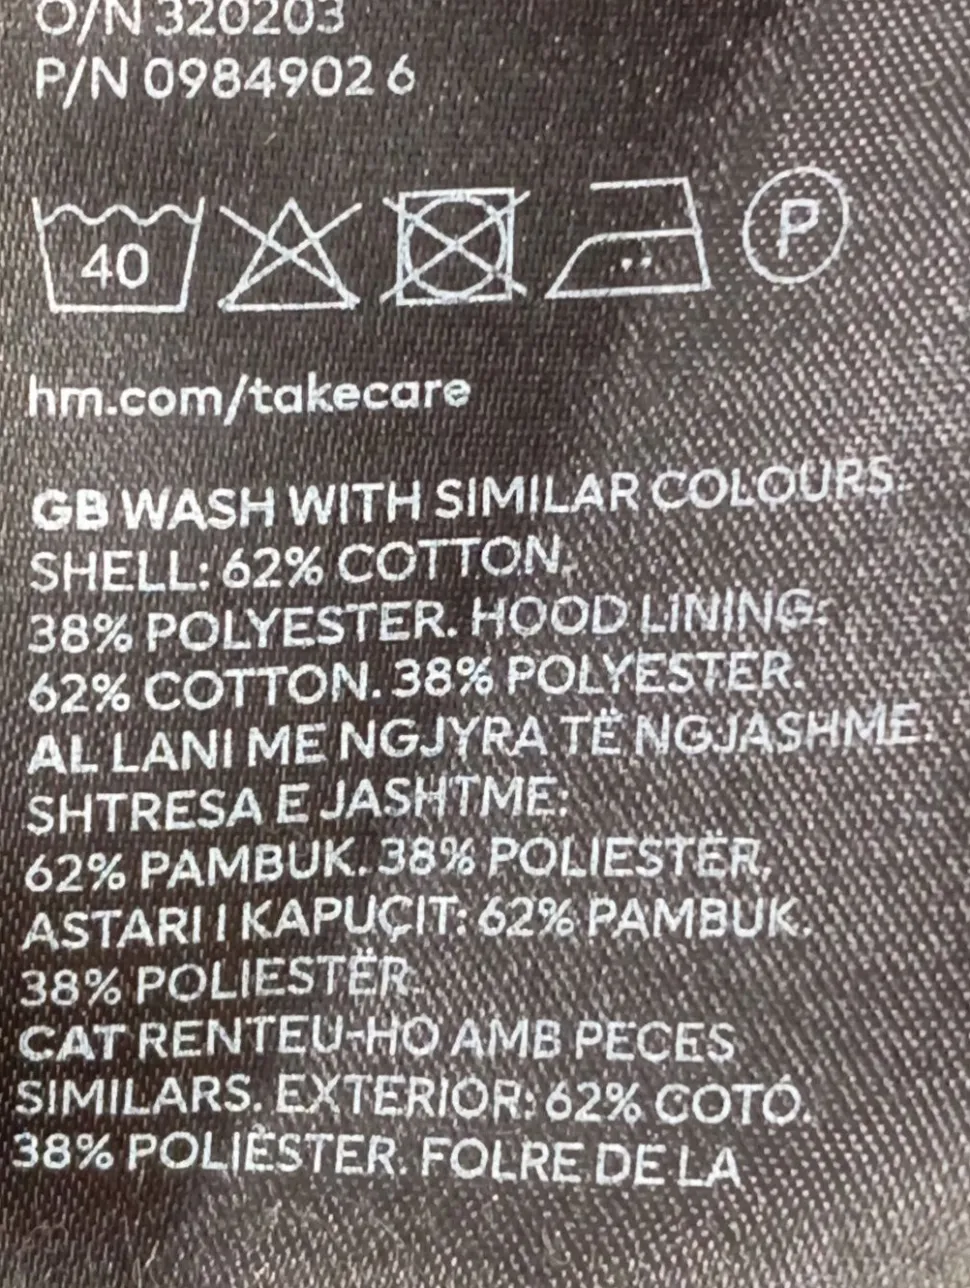 O/N 320203
P/N 0984902 6
40 P
hm.com/takecare
GB WASH WITH SIMILAR COLOURS.
SHELL: 62% COTTON.
38% POLYESTER. HOOD LINING:
62% COTTON. 38% POLYESTER.
AL LANI ME NGJYRA TË NGJASHME.
SHTRESA E JASHTME:
62% PAMBUK. 38% POLIESTËR.
ASTARI I KAPUÇIT: 62% PAMBUK.
38% POLIESTËR.
CAT RENTEU-HO AMB PECES
SIMILARS. EXTERIOR: 62% COTÓ.
38% POLIÈSTER. FOLRE DE LA